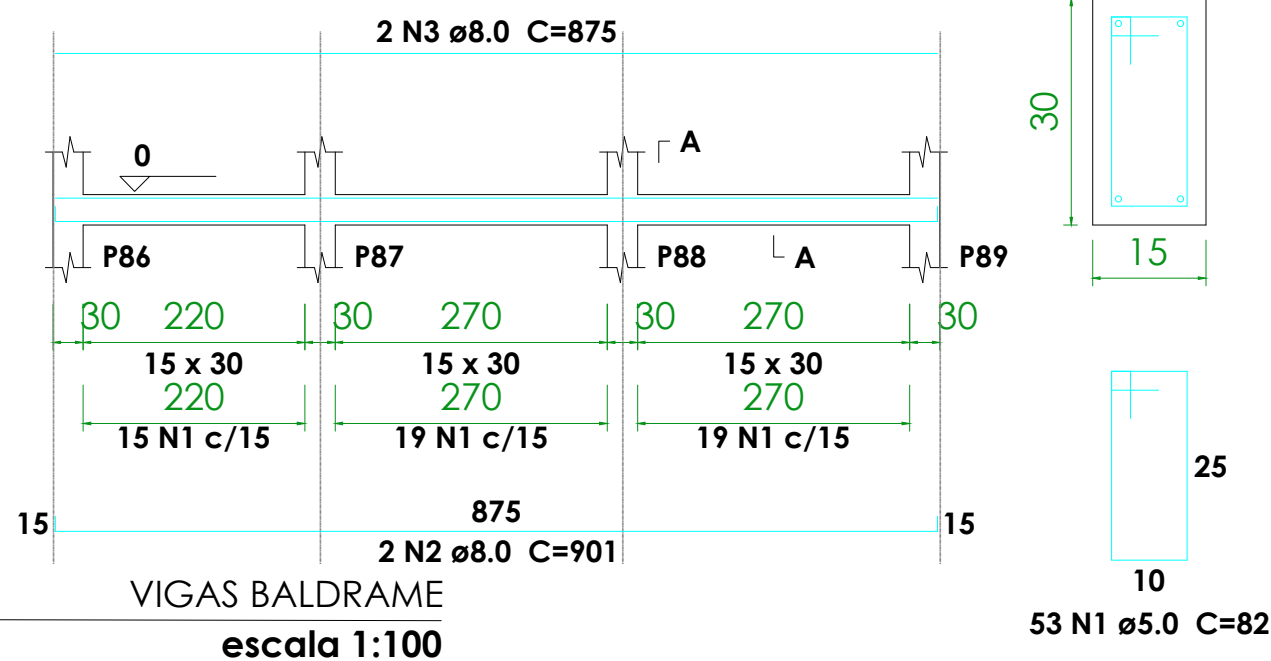 2 N3 ø8.0 C=875
0
A
30
P86
P87
P88
A
P89
15
30 220 30 270 30 270 30
15 x 30 15 x 30 15 x 30
220 270 270
15 N1 c/15 19 N1 c/15 19 N1 c/15
25
15 875 15
2 N2 ø8.0 C=901
10
53 N1 ø5.0 C=82
VIGAS BALDRAME
escala 1:100